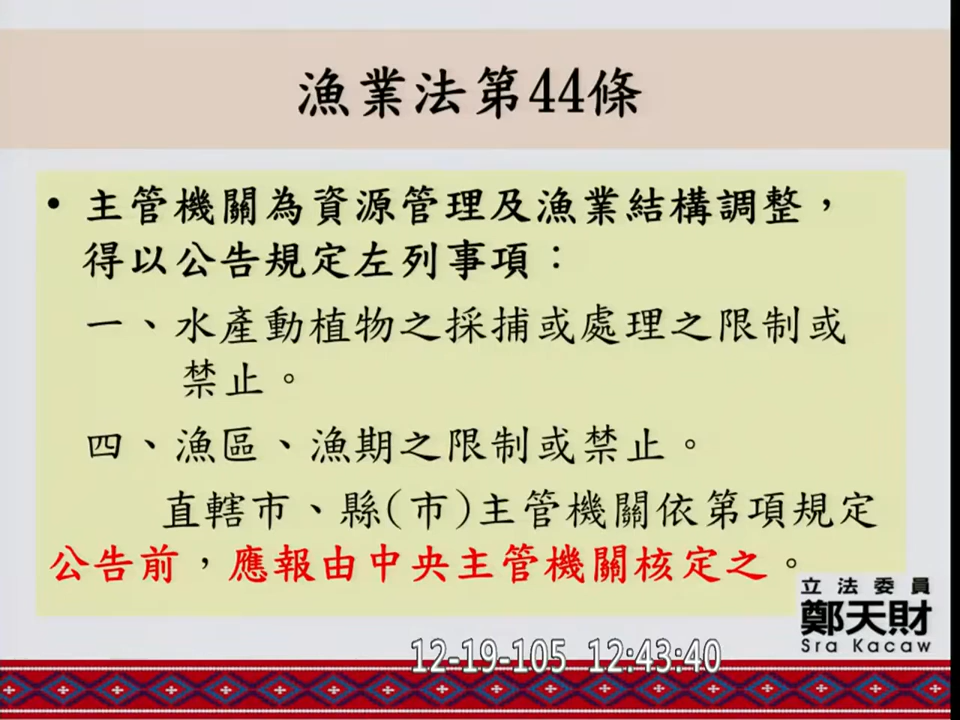 漁業法第44條
• 主管機關為資源管理及漁業結構調整，
得以公告規定左列事項：
一、水產動植物之採捕或處理之限制或
禁止。
四、漁區、漁期之限制或禁止。
直轄市、縣(市)主管機關依第項規定
公告前，應報由中央主管機關核定之。
立法委員
鄭天財
Sra Kacaw
12-19-105 12:43:40